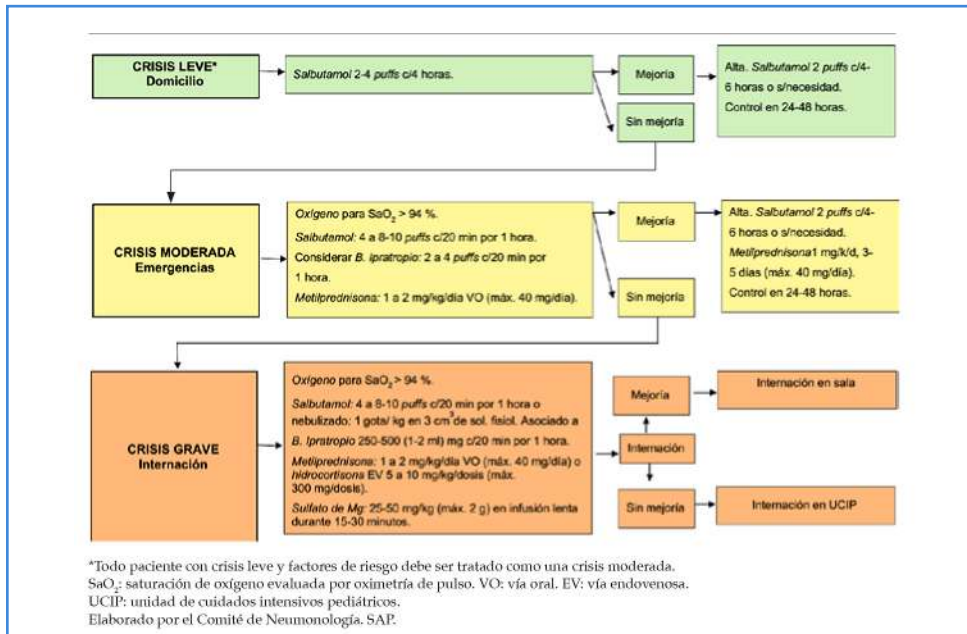 CRISIS LEVE*
Domicilio
Salbutamol 2-4 puffs c/4 horas.
Mejoría
Sin mejoría
Alta. Salbutamol 2 puffs c/4-
6 horas o s/necesidad.
Control en 24-48 horas.
CRISIS MODERADA
Emergencias
Oxígeno para SaO₂ > 94 %.
Salbutamol: 4 a 8-10 puffs c/20 min por 1 hora.
Considerar B. Ipratropio: 2 a 4 puffs c/20 min por
1 hora.
Metilprednisona: 1 a 2 mg/kg/día VO (máx. 40 mg/día).
Mejoría
Sin mejoría
Alta. Salbutamol 2 puffs c/4-
6 horas o s/necesidad.
Metilprednisona1 mg/k/d, 3-
5 días (máx. 40 mg/día).
Control en 24-48 horas.
CRISIS GRAVE
Internación
Oxígeno para SaO₂ > 94 %.
Salbutamol: 4 a 8-10 puffs c/20 min por 1 hora o
nebulizado: 1 gota/ kg en 3 cm³ de sol. fisiol. Asociado a
B. Ipratropio 250-500 (1-2 ml) mg c/20 min por 1 hora.
Metilprednisona: 1 a 2 mg/kg/día VO (máx. 40 mg/día) o
hidrocortisona EV 5 a 10 mg/kg/dosis (máx.
300 mg/dosis).
Sulfato de Mg: 25-50 mg/kg (máx. 2 g) en infusión lenta
durante 15-30 minutos.
Mejoría
Internación
Sin mejoría
Internación en sala
Internación en UCIP
*Todo paciente con crisis leve y factores de riesgo debe ser tratado como una crisis moderada.
SaO₂: saturación de oxígeno evaluada por oximetría de pulso. VO: vía oral. EV: vía endovenosa.
UCIP: unidad de cuidados intensivos pediátricos.
Elaborado por el Comité de Neumonología. SAP.